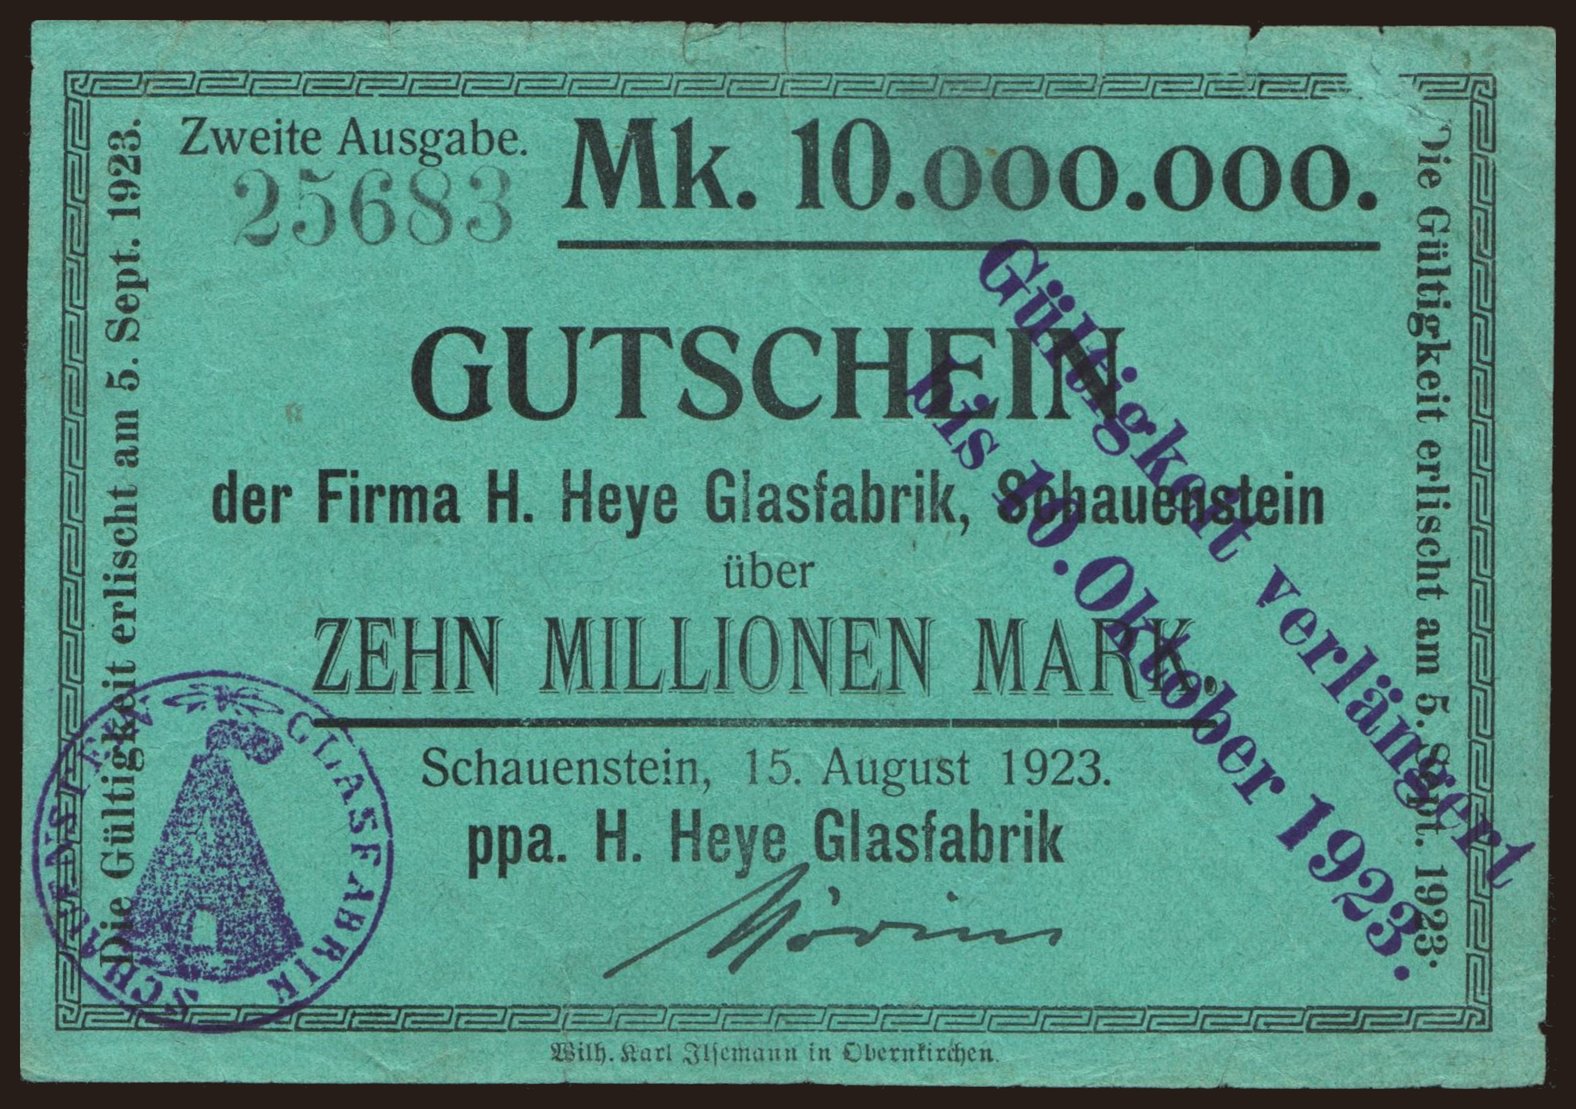 Zweite Ausgabe.
25683
Mk. 10.000.000.
GUTSCHEIN
der Firma H. Heye Glasfabrik, Schauenstein
über
ZEHN MILLIONEN MARK.
Schauenstein, 15. August 1923.
ppa. H. Heye Glasfabrik
Die Gültigkeit erlischt am 5. Sept. 1923.
Die Gültigkeit erlischt am 5. Sept. 1923.
Gültigkeit verlängert
bis 10. Oktober 1923.
SCHAUENSTEIN GLASFABRIK
Wilh. Karl Ilsemann in Obernkirchen.